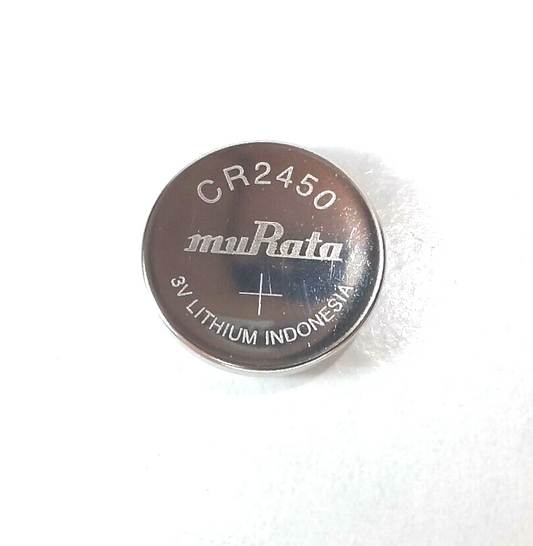 CR2450
muRata
+
3V LITHIUM INDONESIA